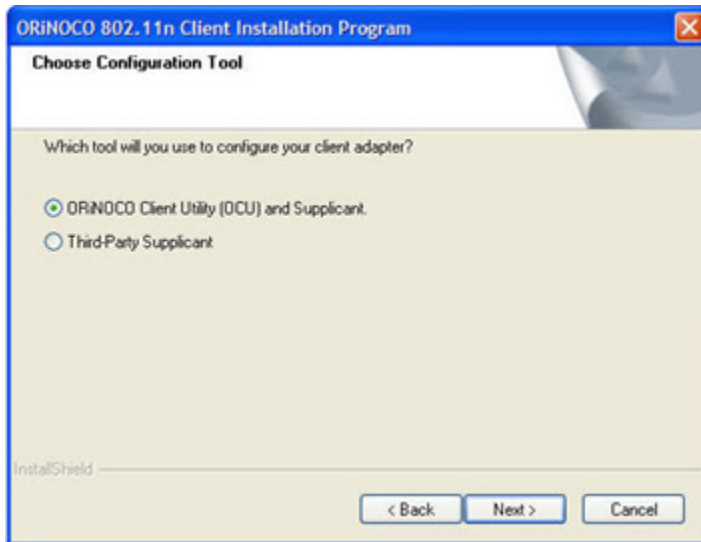 ORiNOCO 802.11n Client Installation Program
Choose Configuration Tool
Which tool will you use to configure your client adapter?
ORiNOCO Client Utility (OCU) and Supplicant.
Third-Party Supplicant
InstallShield
< Back Next > Cancel